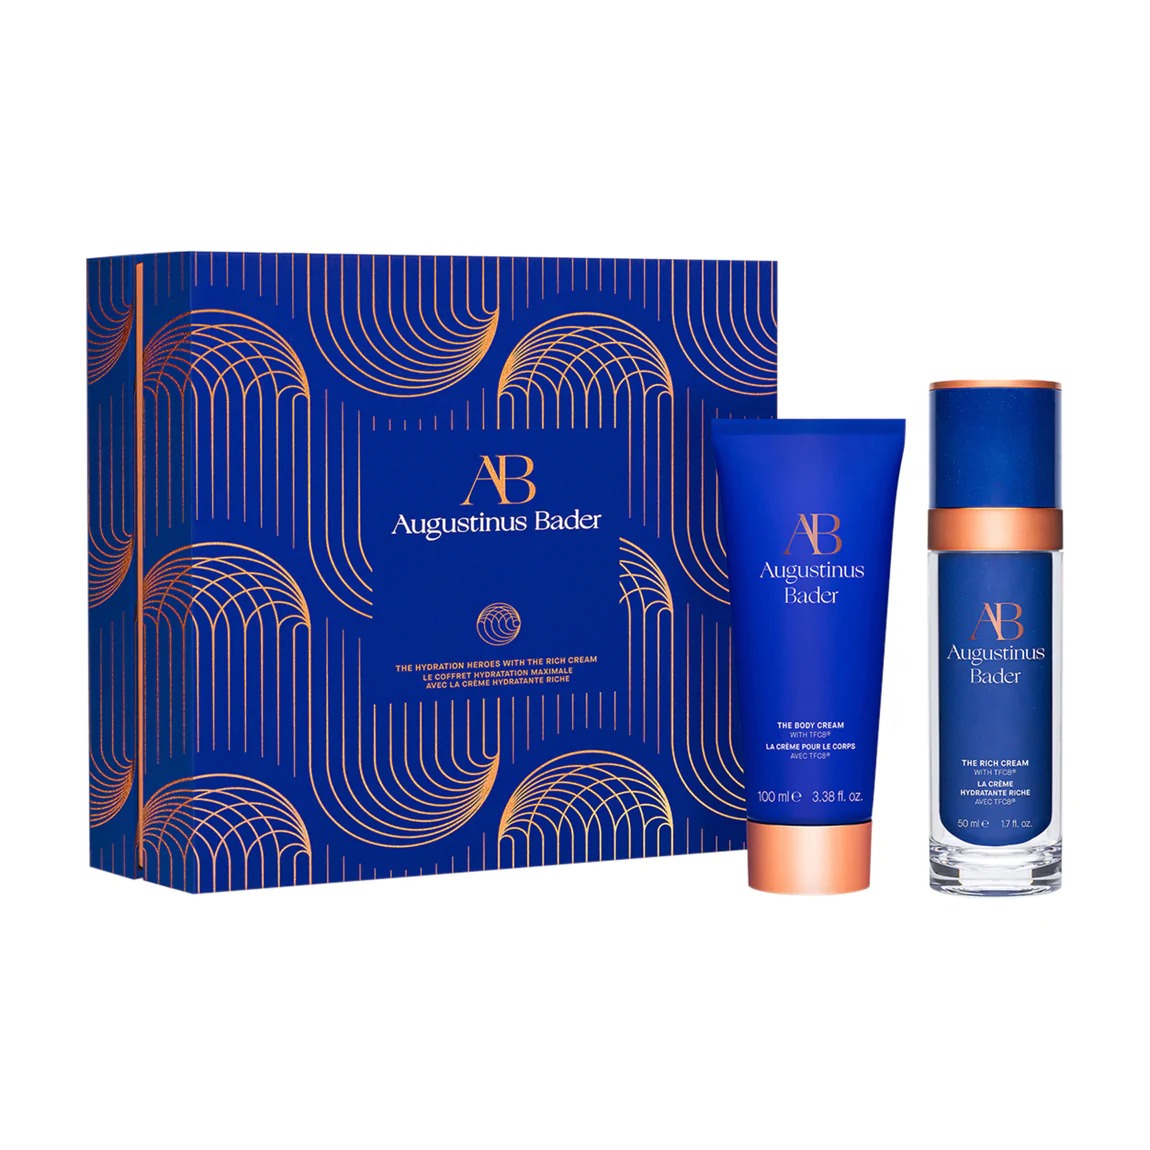 AB
Augustinus Bader
THE HYDRATION HEROES WITH THE RICH CREAM
LE COFFRET HYDRATATION MAXIMALE
AVEC LA CRÈME HYDRATANTE RICHE
AB
Augustinus
Bader
THE BODY CREAM
WITH TFC8®
LA CRÈME POUR LE CORPS
AVEC TFC8®
100 ml ℮ 3.38 fl. oz.
AB
Augustinus
Bader
THE RICH CREAM
WITH TFC8®
LA CRÈME
HYDRATANTE RICHE
AVEC TFC8®
50 ml ℮ 1.7 fl. oz.